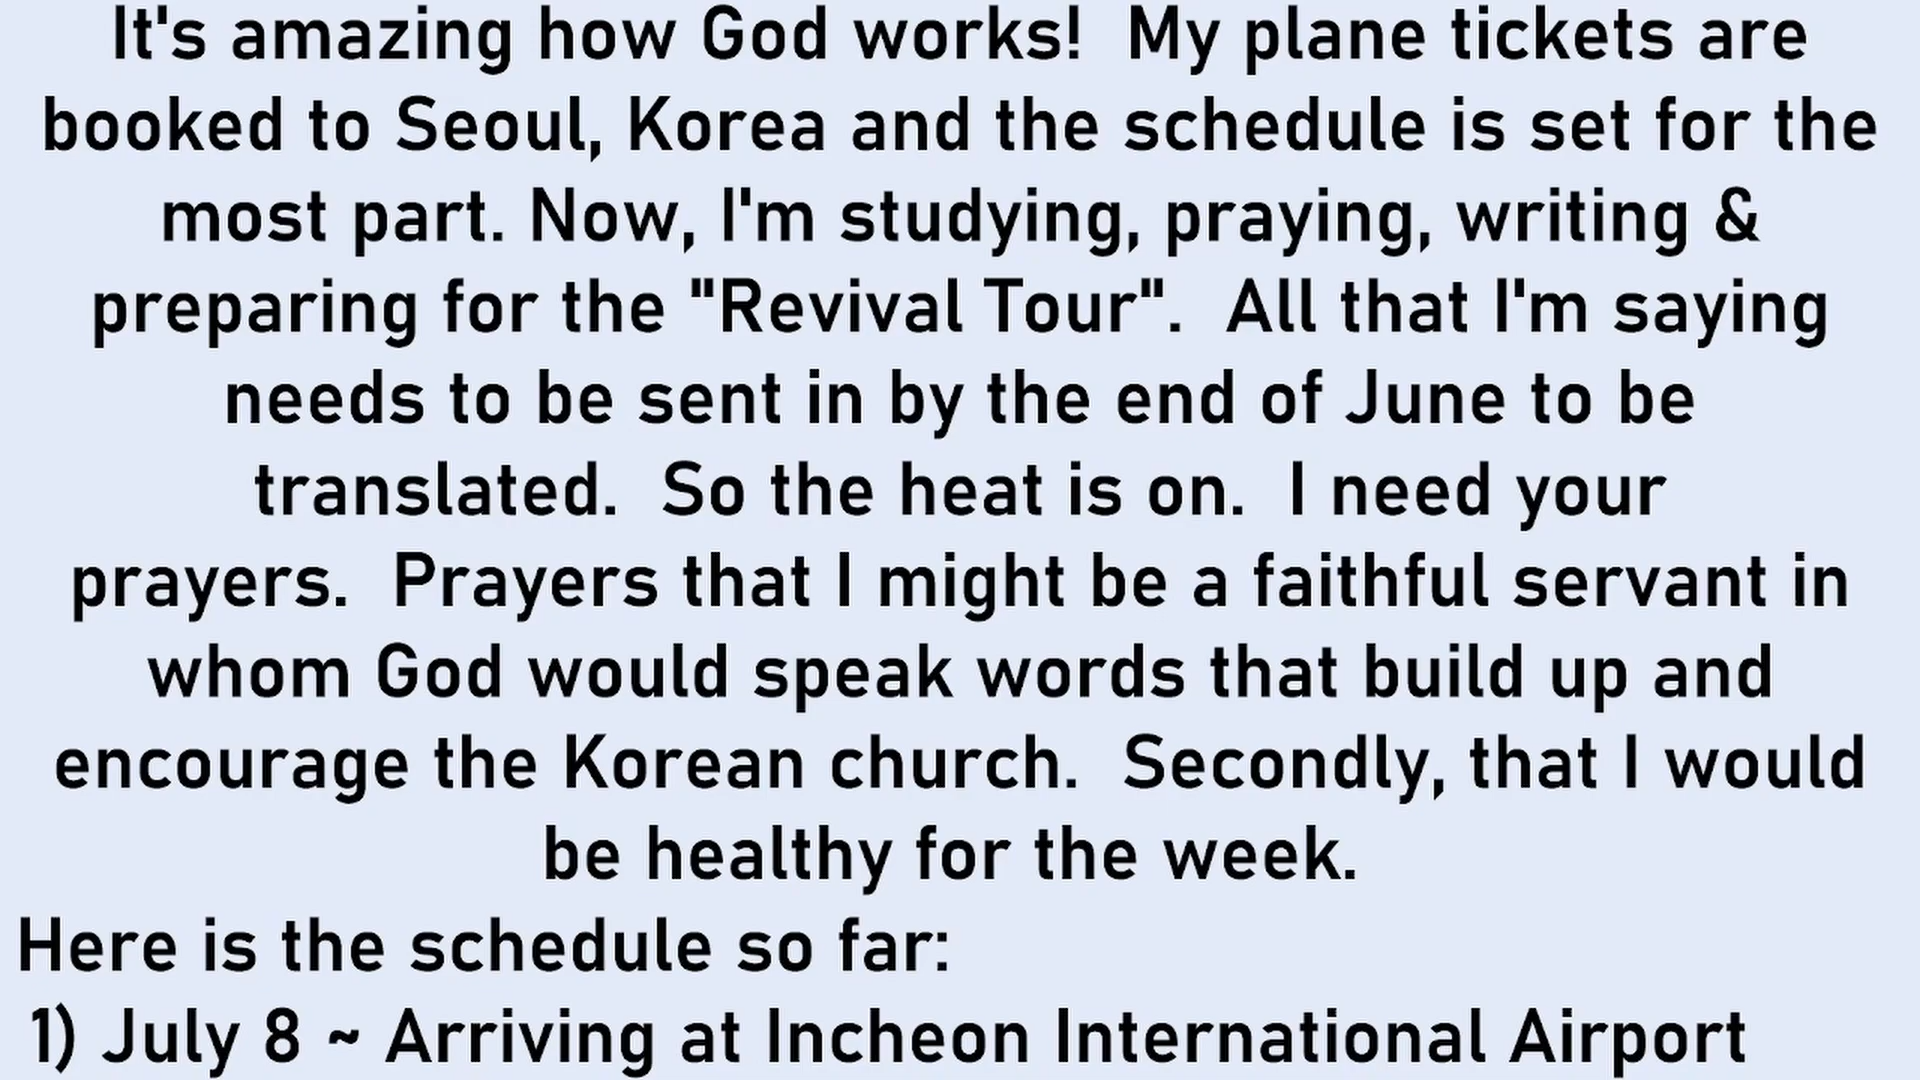 It's amazing how God works!  My plane tickets are
booked to Seoul, Korea and the schedule is set for the
most part. Now, I'm studying, praying, writing &
preparing for the "Revival Tour".  All that I'm saying
needs to be sent in by the end of June to be
translated.  So the heat is on.  I need your
prayers.  Prayers that I might be a faithful servant in
whom God would speak words that build up and
encourage the Korean church.  Secondly, that I would
be healthy for the week.
Here is the schedule so far:
1) July 8 ~ Arriving at Incheon International Airport